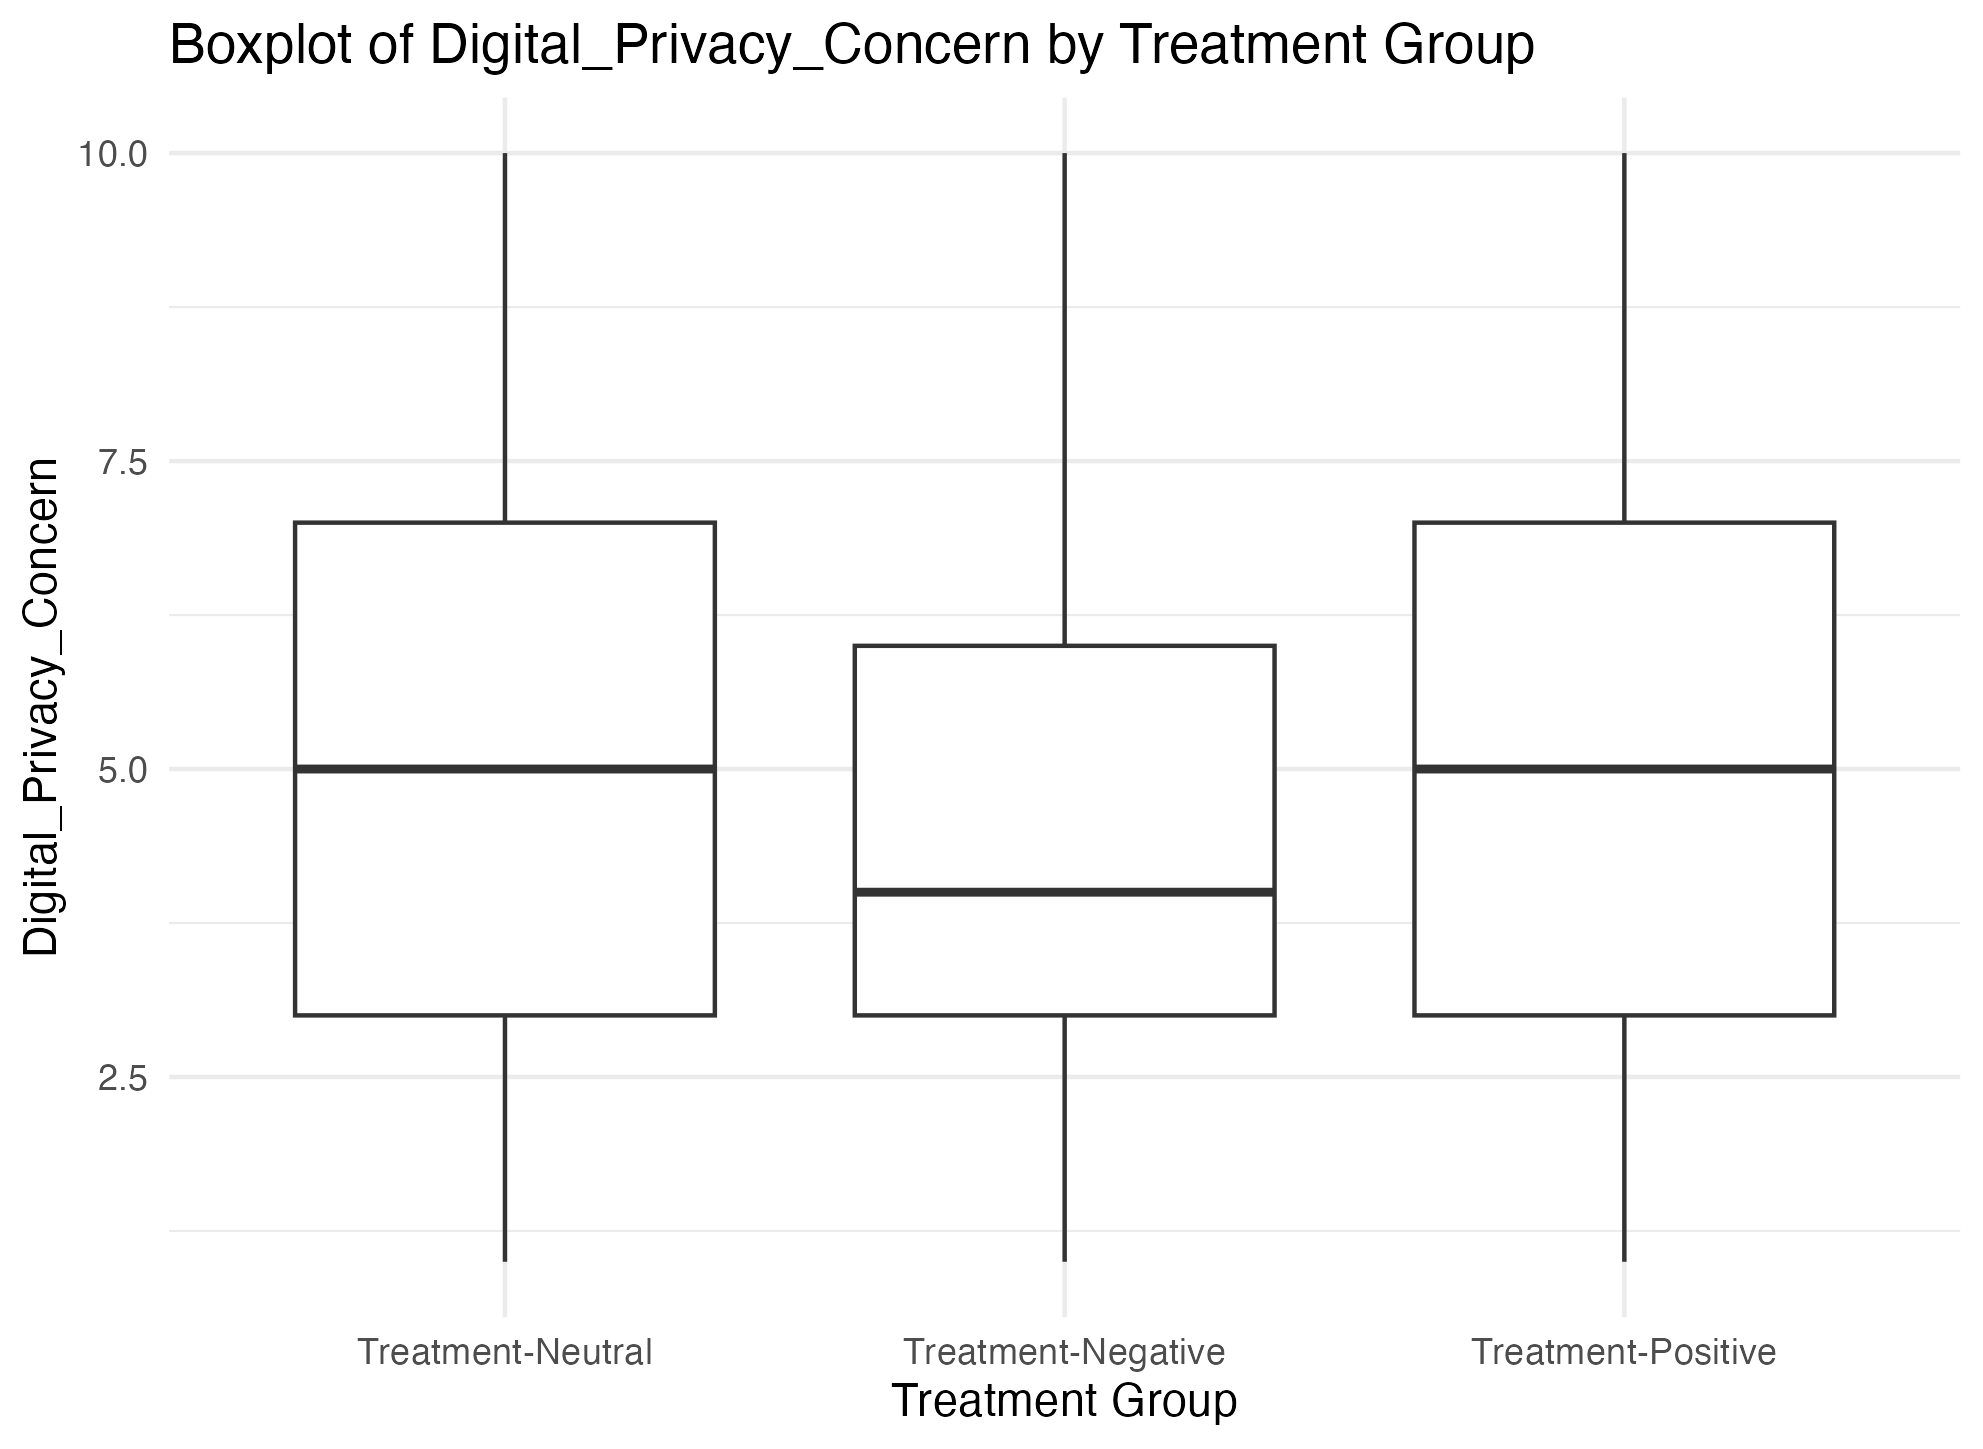 Boxplot of Digital_Privacy_Concern by Treatment Group
Digital_Privacy_Concern
10.0
7.5
5.0
2.5
Treatment-Neutral
Treatment-Negative
Treatment-Positive
Treatment Group